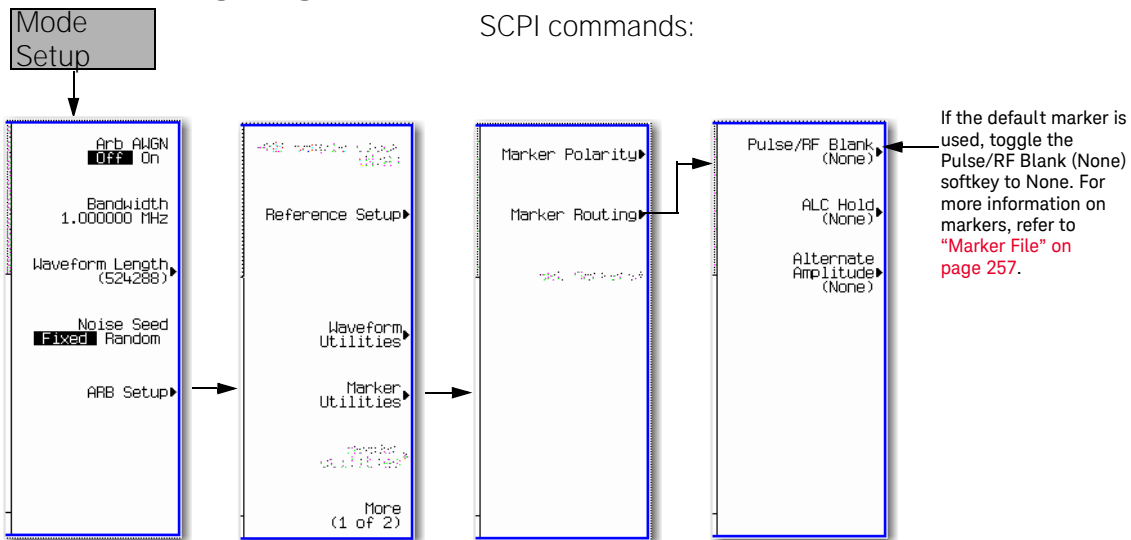 Mode
Setup
SCPI commands:
Arb AWGN
Off On
Bandwidth
1.000000 MHz
Waveform Length
(524288)
Noise Seed
Fixed Random
ARB Setup
Reference Setup
Waveform
Utilities
Marker
Utilities
More
(1 of 2)
Marker Polarity
Marker Routing
Pulse/RF Blank
(None)
ALC Hold
(None)
Alternate
Amplitude
(None)
If the default marker is
used, toggle the
Pulse/RF Blank (None)
softkey to None. For
more information on
markers, refer to
“Marker File” on
page 257.